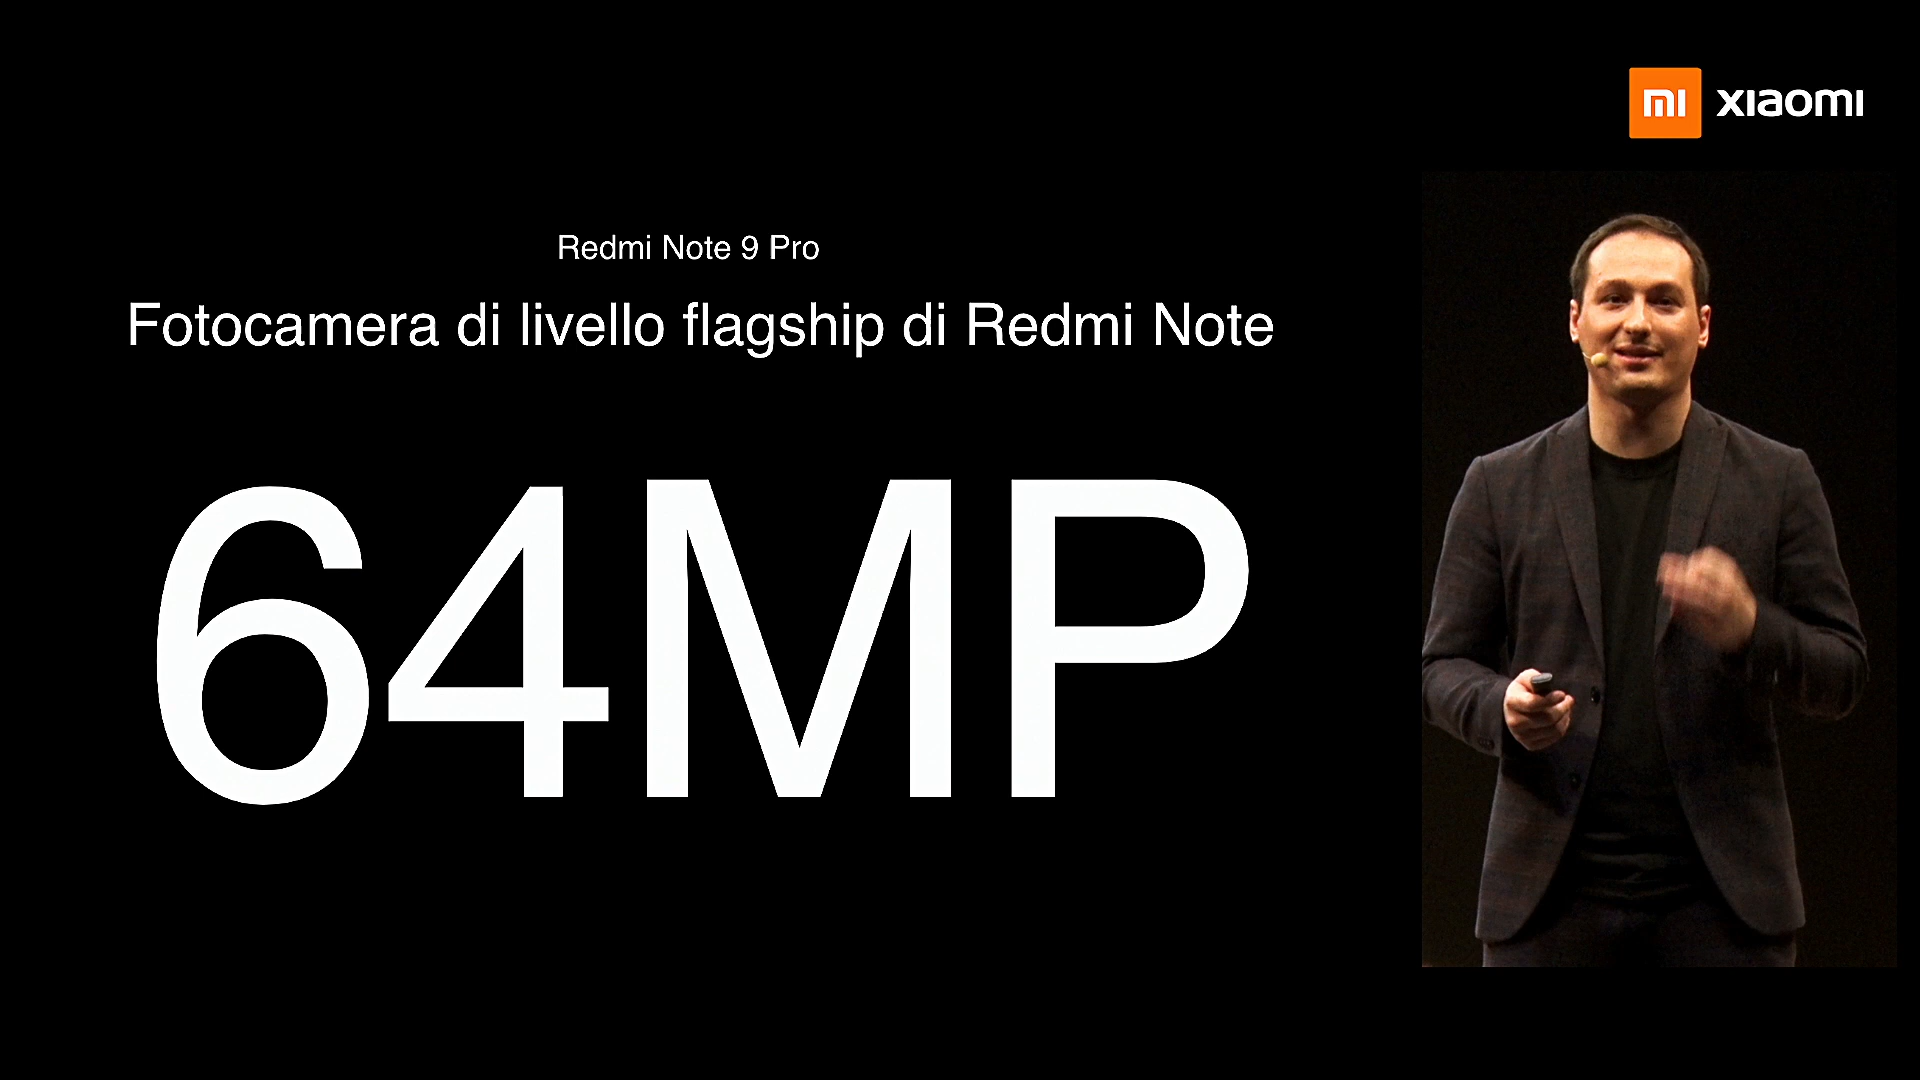 mi xiaomi
Redmi Note 9 Pro
Fotocamera di livello flagship di Redmi Note
64MP